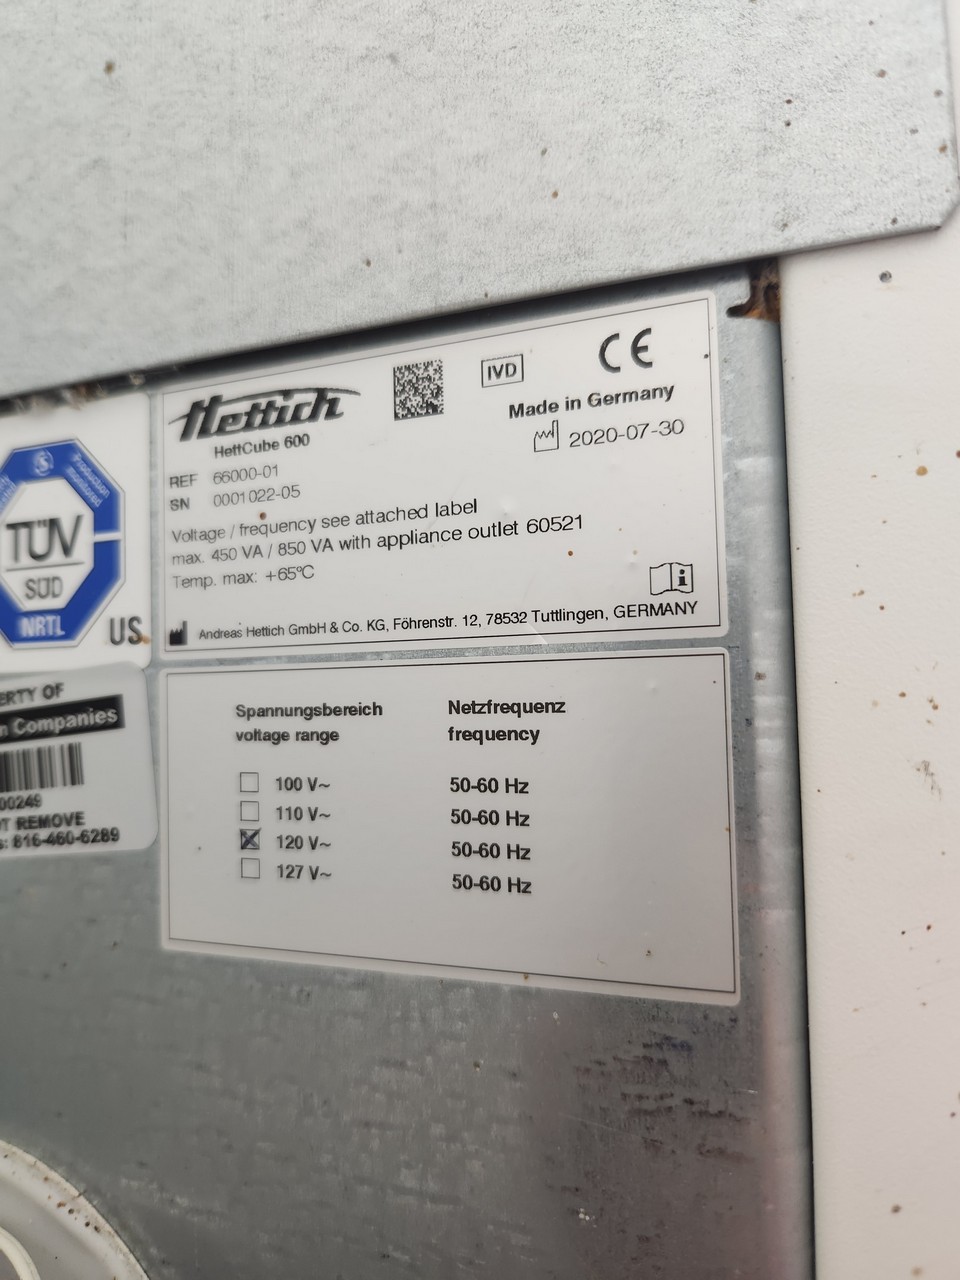 Hettich
HettCube 600
IVD
CE
Made in Germany
2020-07-30
REF 66000-01
SN 0001022-05
Voltage / frequency see attached label
max. 450 VA / 850 VA with appliance outlet 60521
Temp. max: +65°C
Andreas Hettich GmbH & Co. KG, Föhrenstr. 12, 78532 Tuttlingen, GERMANY
Production
monitored
TÜV
SÜD
NRTL
US
ERTY OF
n Companies
00249
T REMOVE
s: 816-460-6289
Spannungsbereich Netzfrequenz
voltage range frequency
100 V~ 50-60 Hz
110 V~ 50-60 Hz
120 V~ 50-60 Hz
127 V~ 50-60 Hz